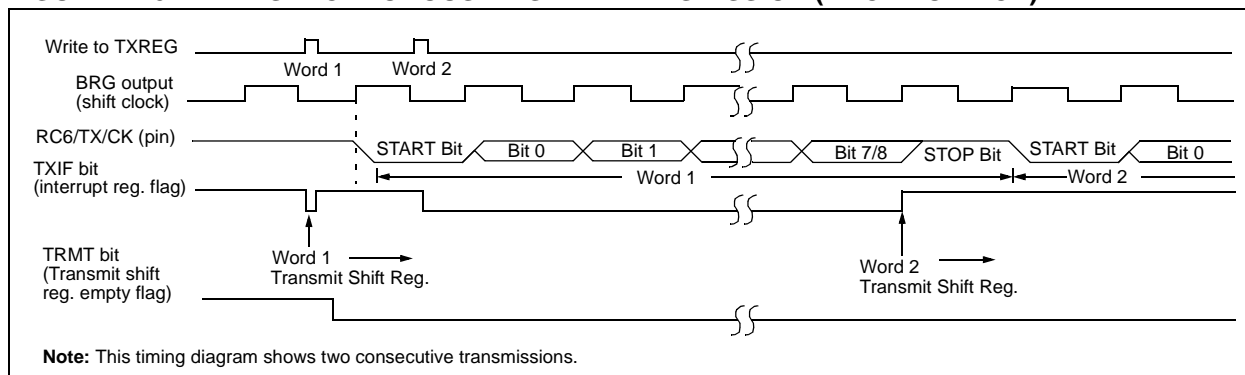 Write to TXREG
Word 1
Word 2
BRG output
(shift clock)
RC6/TX/CK (pin)
START Bit
Bit 0
Bit 1
Bit 7/8
STOP Bit
START Bit
Bit 0
Word 1
Word 2
TXIF bit
(interrupt reg. flag)
Word 1
Transmit Shift Reg.
Word 2
Transmit Shift Reg.
TRMT bit
(Transmit shift
reg. empty flag)
Note: This timing diagram shows two consecutive transmissions.